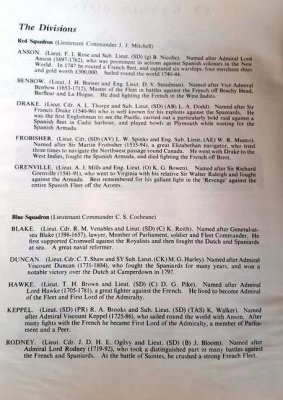 The Divisions
Red Squadron (Lieutenant Commander J. J. Mitchell)
ANSON. (Lieut. F. J. Rose and Sub. Lieut. (SD) (g) B. Nicolle). Named after Admiral Lord
Anson (1697-1762), who was prominent in actions against Spanish colonies in the New
World. In 1747 he routed a French fleet, and captured six warships, four merchant ships
and gold worth £300,000. Sailed round the world 1740-44.
BENBOW. (Lieut. J. H. Brier and Eng. Lieut. D. V. Standman). Named after Vice Admiral
Benbow (1653-1712). Master of the Fleet in battles against the French off Beachy Head,
Barfleur and La Hogue. He died fighting the French in the West Indies.
DRAKE. (Lieut. Cdr. A. L. Thorpe and Sub. Lieut. (SD) (AB) L. A. Dodd). Named after Sir
Francis Drake (1540-96) who is well known for his exploits against the Spaniards. He
was the first Englishman to see the Pacific, carried out a particularly bold raid against a
Spanish fleet in Cadiz harbour, and played bowls at Plymouth while waiting for the
Spanish Armada.
FROBISHER. (Lieut. Cdr. (SD) (AV) L. W. Spinks and Eng. Sub. Lieut. (AE) W. R. Munro).
Named after Sir Martin Frobisher (1535-94), a great Elizabethan navigator, who tried
three times to navigate the Northwest passage round Canada. He went with Drake to the
West Indies, fought the Spanish Armada, and died fighting the French off Brest.
GRENVILLE. (Lieut. A. J. Mills and Eng. Lieut. (O) K. G. Bowen). Named after Sir Richard
Grenville (1541-91), who went to Virginia with his relative Sir Walter Raleigh and fought
against the Armada. Best remembered for his gallant fight in the 'Revenge' against the
entire Spanish Fleet off the Azores.
Blue Squadron (Lieutenant Commander C. S. Cochrane)
BLAKE. (Lieut. Cdr. R. M. Venables and Lieut. (SD) (C) K. Reith). Named after General-at-
sea Blake (1598-1657), lawyer, Member of Parliament, soldier and Fleet Commander. He
first supported Cromwell against the Royalists and then fought the Dutch and Spaniards
at sea. A great naval reformer.
DUNCAN. (Lieut. Cdr. C. T. Shaw and SY Sub. Lieut. (CK) M. G. Harley). Named after Admiral
Viscount Duncan (1731-1804), who fought the Spaniards for many years, and won a
notable victory over the Dutch at Camperdown in 1797.
HAWKE. (Lieut. T. H. Brown and Lieut. (SD) (C) D. G. Pike). Named after Admiral
Lord Hawke (1705-781), a great fighter against the French. He lived to become Admiral
of the Fleet and First Lord of the Admiralty.
KEPPEL. (Lieut. (SD) (PR) R. A. Brooks and Sub. Lieut. (SD) (TAS) K. Walker). Named
after Admiral Viscount Keppel (1725-86), who sailed round the world with Anson. After
many fights with the French he became First Lord of the Admiralty, a member of Parlia-
ment and a Peer.
RODNEY. (Lieut. Cdr. J. D. H. E. Ogilvy and Lieut. (SD) (B) J. Bloom). Named after
Admiral Lord Rodney (1719-92), who took a distinguished part in many battles against
the French and Spaniards. At the battle of Saintes, he crushed a strong French Fleet.